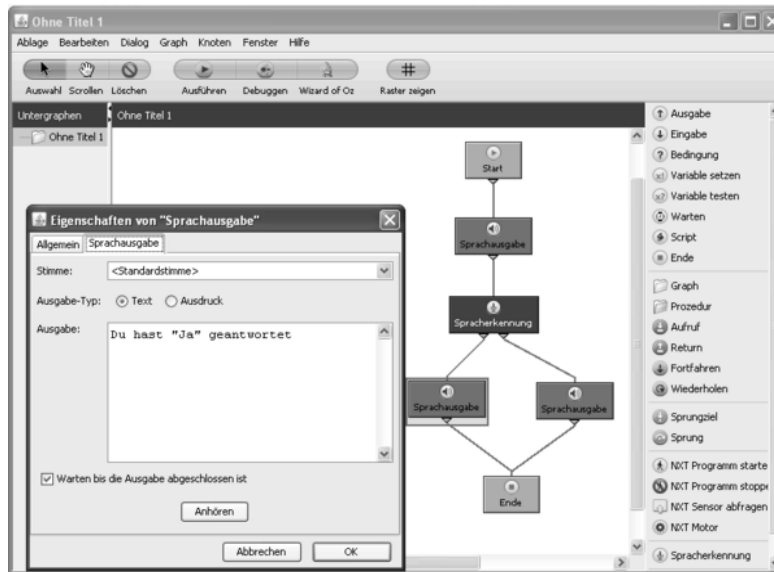 Ohne Titel 1
Ablage Bearbeiten Dialog Graph Knoten Fenster Hilfe
Auswahl Scrollen Löschen Ausführen Debuggen Wizard of Oz Raster zeigen
Untergraphen
Ohne Titel 1
Ohne Titel 1
Start
Sprachausgabe
Spracherkennung
Sprachausgabe
Sprachausgabe
Ende
Eigenschaften von "Sprachausgabe"
Allgemein Sprachausgabe
Stimme: <Standardstimme>
Ausgabe-Typ: Text Ausdruck
Ausgabe: Du hast "Ja" geantwortet
Warten bis die Ausgabe abgeschlossen ist
Anhören
Abbrechen OK
Ausgabe
Eingabe
Bedingung
Variable setzen
Variable testen
Warten
Script
Ende
Graph
Prozedur
Aufruf
Return
Fortfahren
Wiederholen
Sprungziel
Sprung
NXT Programm starte
NXT Programm stoppe
NXT Sensor abfragen
NXT Motor
Spracherkennung